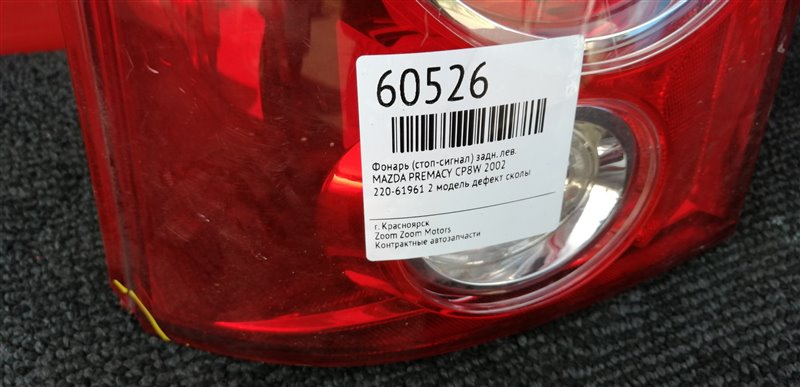 60526
Фонарь (стоп-сигнал) задн. лев.
MAZDA PREMACY CP8W 2002
220-61961 2 модель дефект сколы
г. Красноярск
Zoom Zoom Motors
Контрактные автозапчасти